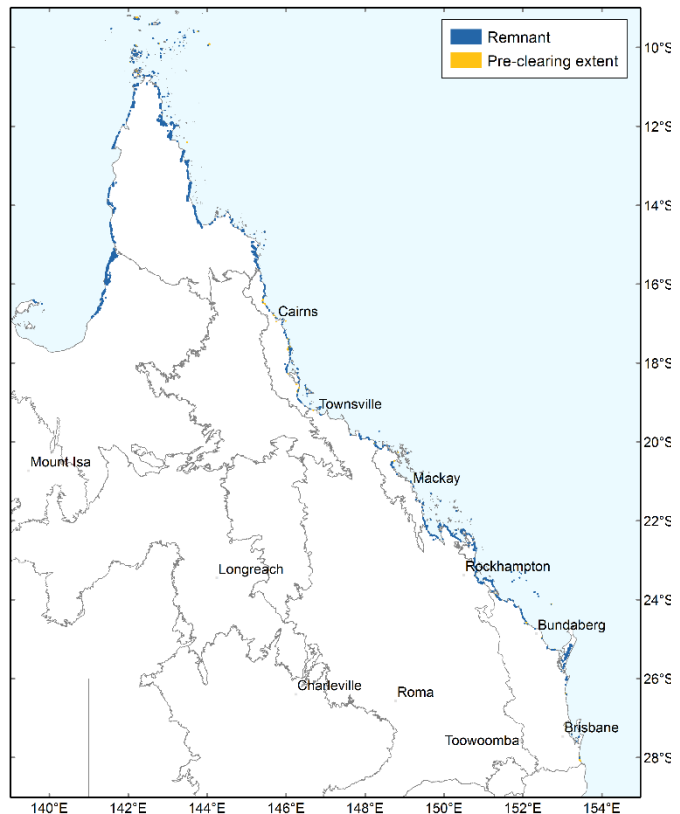 Remnant
Pre-clearing extent
10°S
12°S
14°S
16°S
Cairns
18°S
Townsville
20°S
Mount Isa
Mackay
22°S
Longreach
Rockhampton
24°S
Bundaberg
Charleville
Roma
26°S
Toowoomba
Brisbane
28°S
140°E 142°E 144°E 146°E 148°E 150°E 152°E 154°E